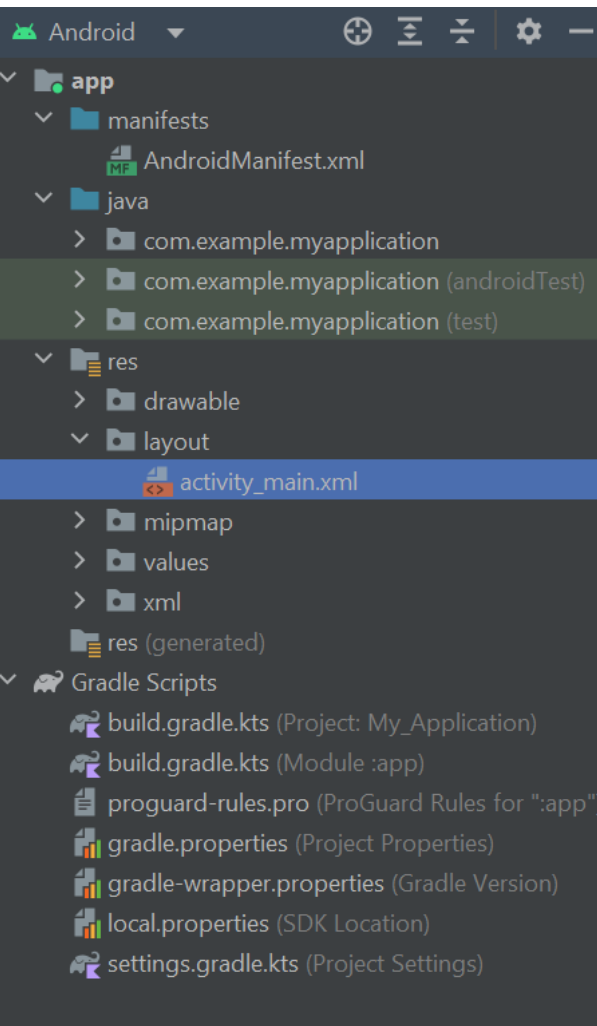 Android
app
manifests
MF AndroidManifest.xml
java
com.example.myapplication
com.example.myapplication (androidTest)
com.example.myapplication (test)
res
drawable
layout
<> activity_main.xml
mipmap
values
xml
res (generated)
Gradle Scripts
build.gradle.kts (Project: My_Application)
build.gradle.kts (Module :app)
proguard-rules.pro (ProGuard Rules for ":app"
gradle.properties (Project Properties)
gradle-wrapper.properties (Gradle Version)
local.properties (SDK Location)
settings.gradle.kts (Project Settings)